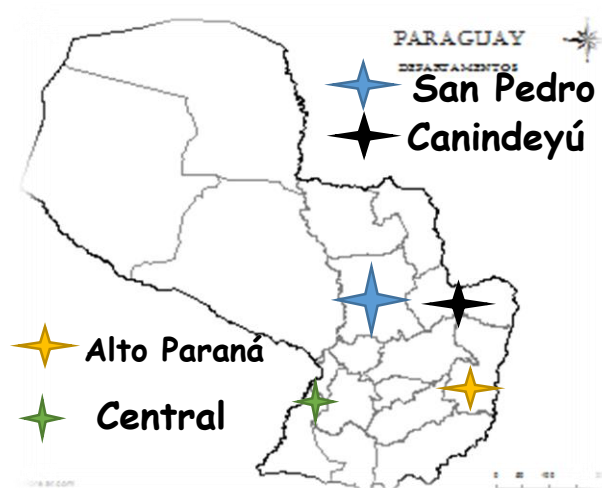 PARAGUAY
DEPARTAMENTOS
San Pedro
Canindeyú
Alto Paraná
Central